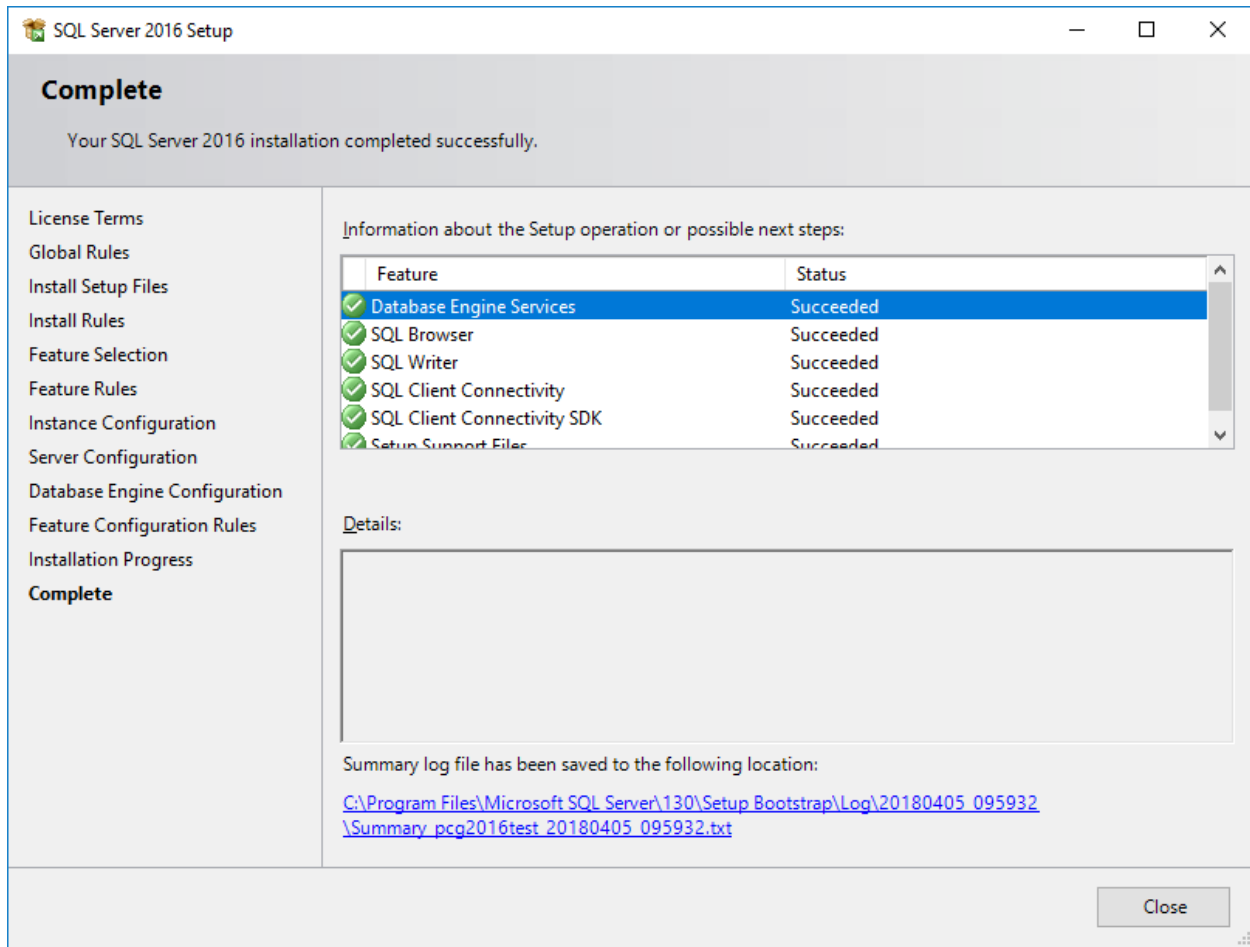 SQL Server 2016 Setup
Complete
Your SQL Server 2016 installation completed successfully.
License Terms
Global Rules
Install Setup Files
Install Rules
Feature Selection
Feature Rules
Instance Configuration
Server Configuration
Database Engine Configuration
Feature Configuration Rules
Installation Progress
Complete
Information about the Setup operation or possible next steps:
Feature Status
Database Engine Services Succeeded
SQL Browser Succeeded
SQL Writer Succeeded
SQL Client Connectivity Succeeded
SQL Client Connectivity SDK Succeeded
Setup Support Files Succeeded
Details:
Summary log file has been saved to the following location:
C:\Program Files\Microsoft SQL Server\130\Setup Bootstrap\Log\20180405_095932
\Summary_pcg2016test_20180405_095932.txt
Close